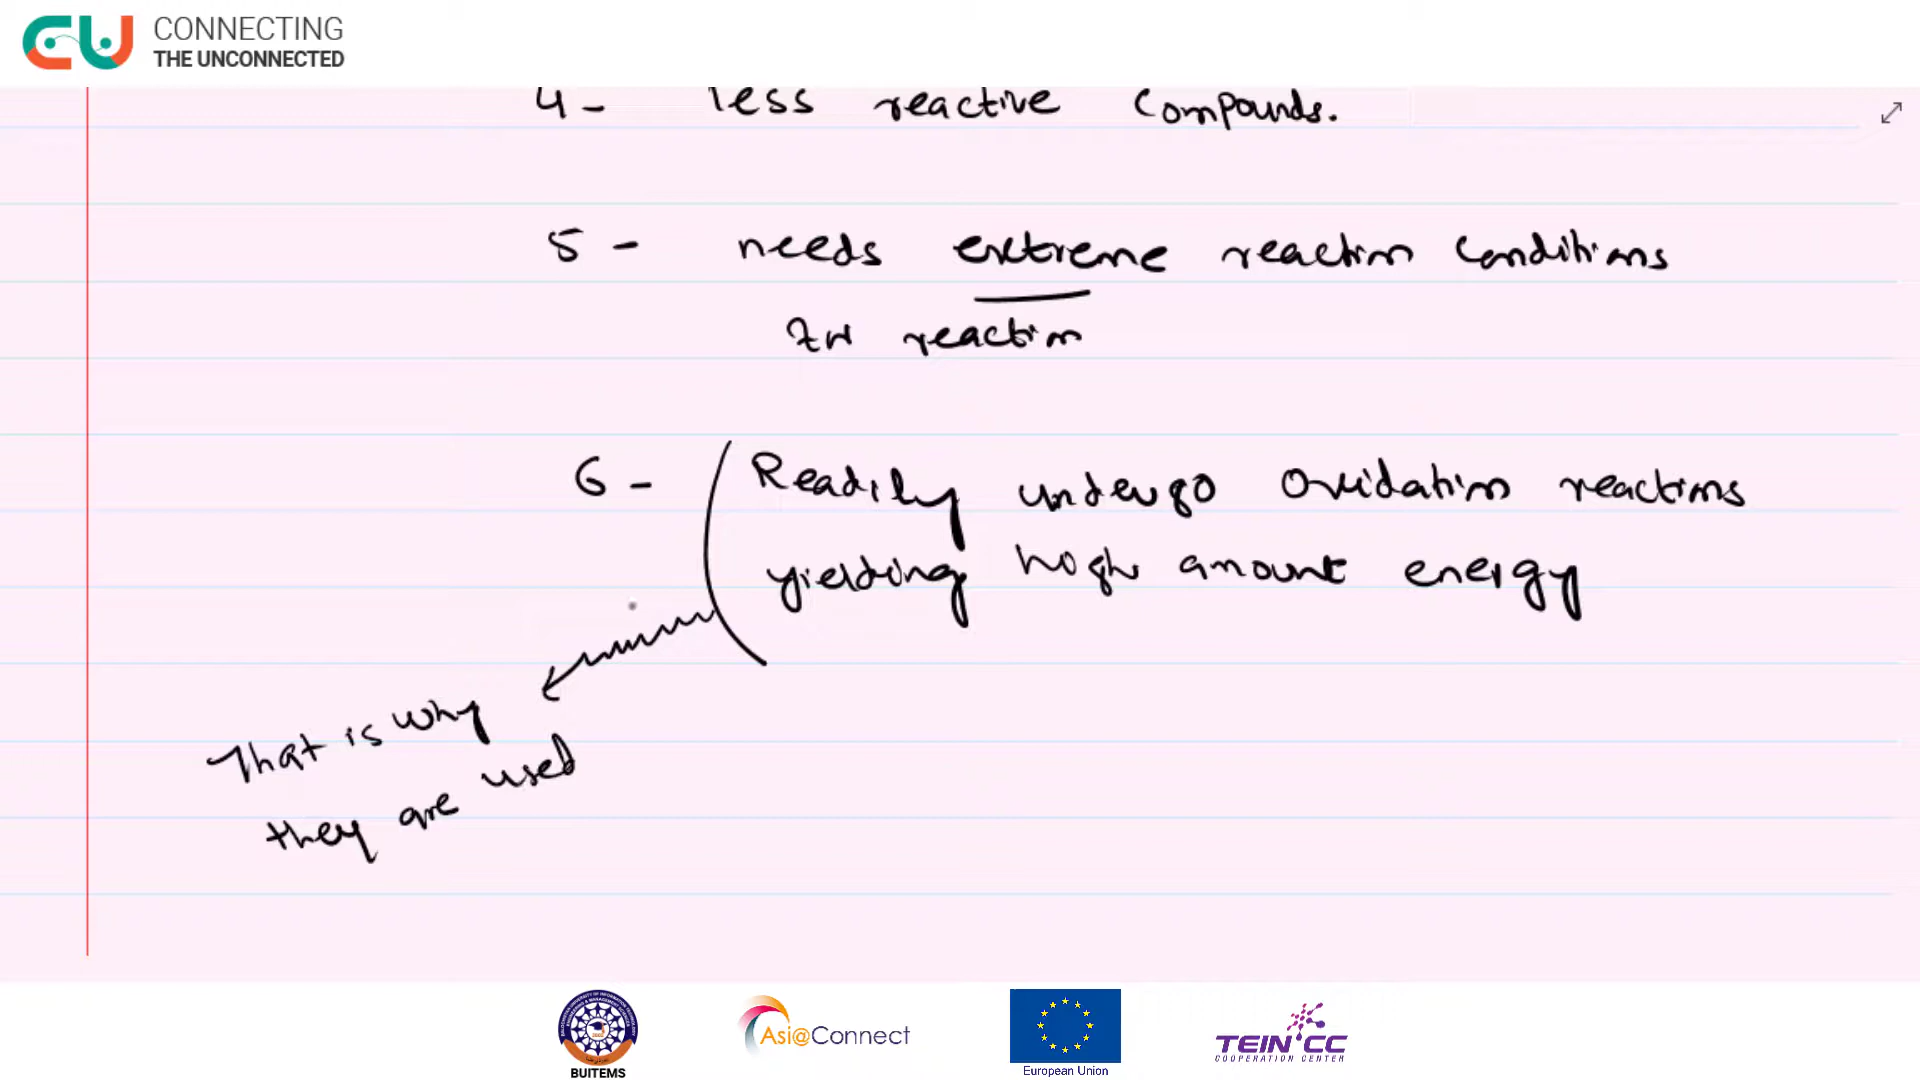 CONNECTING
THE UNCONNECTED
4 - less reactive compounds.
5 - needs extreme reaction conditions
for reaction
6 - Readily undergo oxidation reactions
yielding high amount energy
That is why
they are used
BUITEMS
Asi@Connect
European Union
TEIN*CC
COOPERATION CENTER